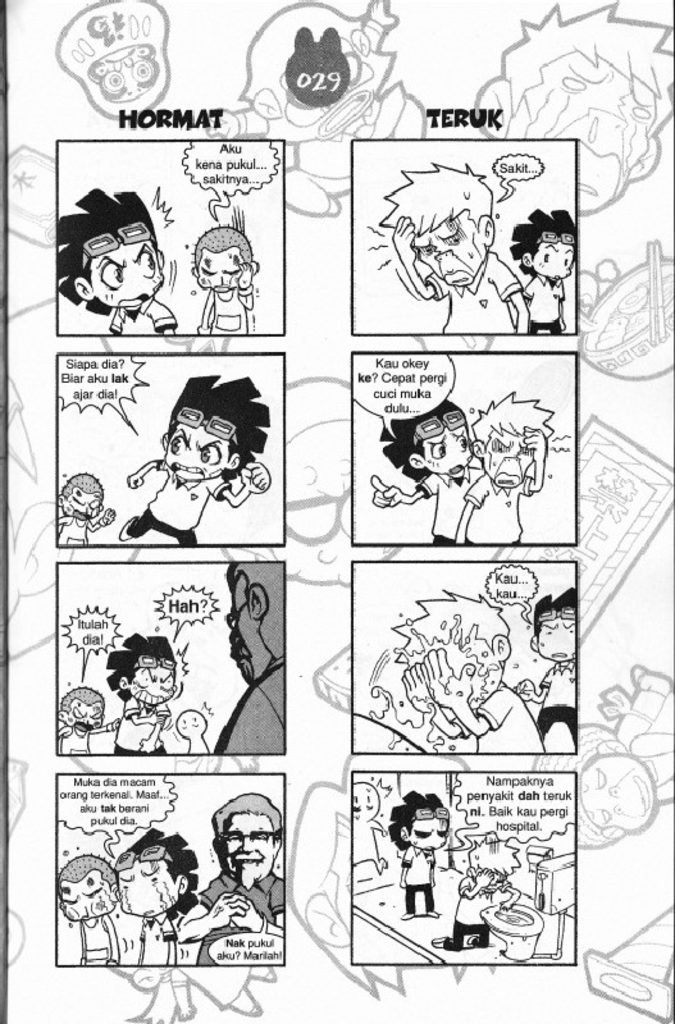 029
HORMAT
Aku
kena pukul...
sakitnya...
Siapa dia?
Biar aku lak
ajar dia!
Itulah
dia!
Hah?
Muka dia macam
orang terkenal. Maaf...
aku tak berani
pukul dia.
Nak pukul
aku? Marilah!
TERUK
Sakit...
Kau okey
ke? Cepat pergi
cuci muka
dulu....
Kau...
kau...
Nampaknya
penyakit dah teruk
ni. Baik kau pergi
hospital.